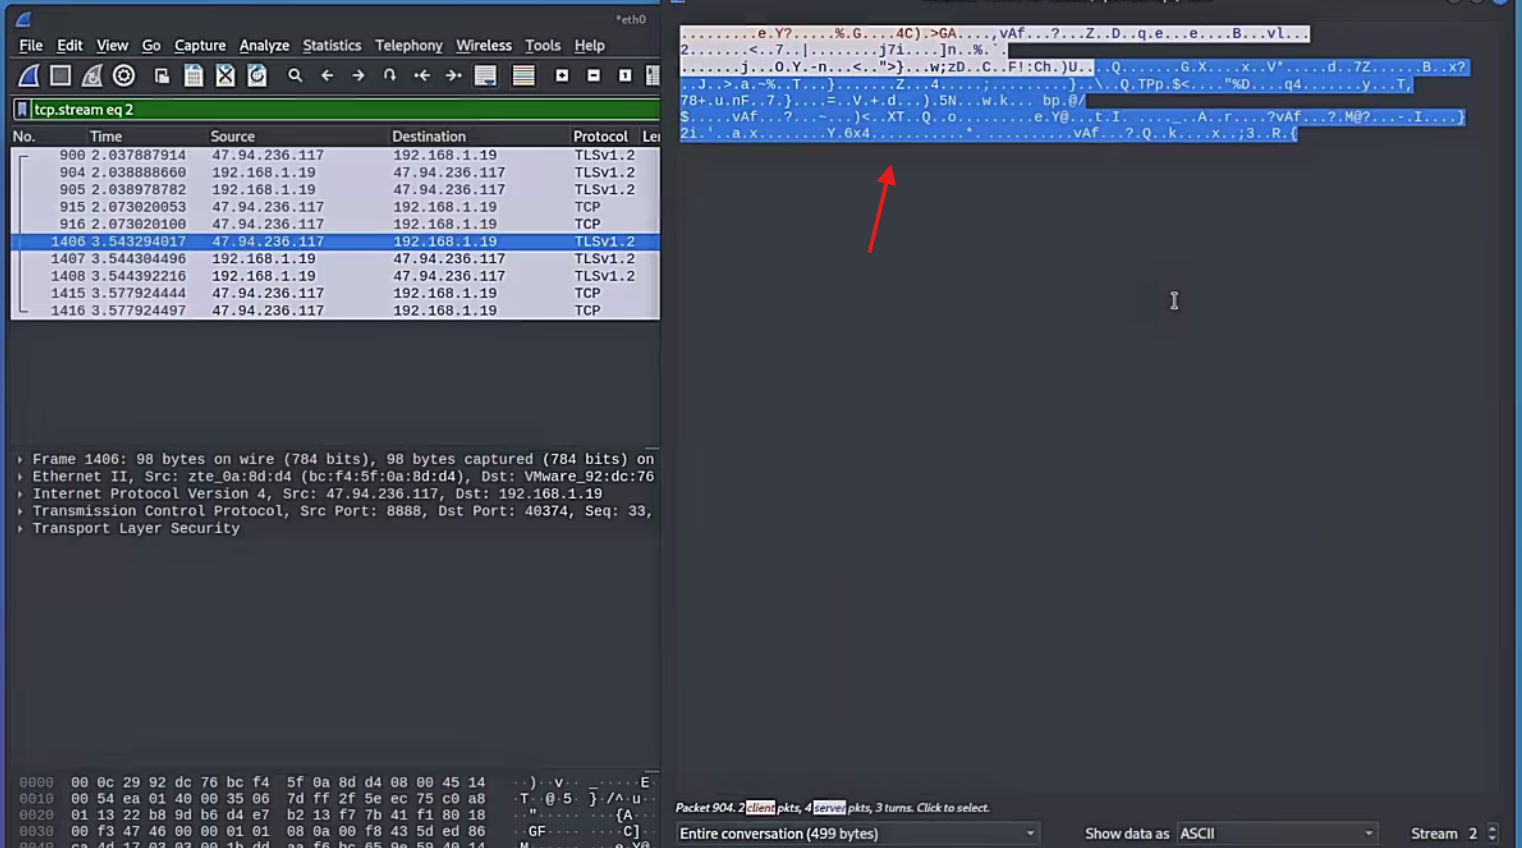 *eth0
File Edit View Go Capture Analyze Statistics Telephony Wireless Tools Help
tcp.stream eq 2
No. Time Source Destination Protocol Le
900 2.037887914 47.94.236.117 192.168.1.19 TLSv1.2
904 2.038888660 192.168.1.19 47.94.236.117 TLSv1.2
905 2.038978782 192.168.1.19 47.94.236.117 TLSv1.2
915 2.073020053 47.94.236.117 192.168.1.19 TCP
916 2.073020100 47.94.236.117 192.168.1.19 TCP
1406 3.543294017 47.94.236.117 192.168.1.19 TLSv1.2
1407 3.544304496 192.168.1.19 47.94.236.117 TLSv1.2
1408 3.544392216 192.168.1.19 47.94.236.117 TLSv1.2
1415 3.577924444 47.94.236.117 192.168.1.19 TCP
1416 3.577924497 47.94.236.117 192.168.1.19 TCP
Frame 1406: 98 bytes on wire (784 bits), 98 bytes captured (784 bits) on
Ethernet II, Src: zte_0a:8d:d4 (bc:f4:5f:0a:8d:d4), Dst: VMware_92:dc:76
Internet Protocol Version 4, Src: 47.94.236.117, Dst: 192.168.1.19
Transmission Control Protocol, Src Port: 8888, Dst Port: 40374, Seq: 33,
Transport Layer Security
0000 00 0c 29 92 dc 76 bc f4 5f 0a 8d d4 08 00 45 14 ··)··v·· _·····E·
0010 00 54 ea 01 40 00 35 06 7d ff 2f 5e ec 75 c0 a8 ·T··@·5· }·/^·u··
0020 01 13 22 b8 9d b6 d4 e7 b2 13 f7 7b 41 f1 80 18 ··"····· ···{A···
0030 00 f3 47 46 00 00 01 01 08 0a 00 f8 43 5d ed 86 ··GF···· ····C]··
.........e.Y?.....%.G....4C).>GA....,vAf...?...Z..D..q.e...e....B...vl...
2.......<..7..|........j7i....]n..%.`.
.......j...O.Y.-n...<..">}...w;zD..C..F!:Ch.)U....Q.......G.X....x..V*.....d..7Z......B..x?
..J..>.a.~%..T...}.......Z...4.....;.........}..\..Q.TPp.$<...."%D....q4.......y...T,
78+.u.nF..7.}....=..V.+.d...).5N...w.k... bp.@/
$.....vAf...?...~...)<..XT..Q..o.........e.Y@...t.I. ....._..A..r....?vAf...?.M@?...-.I....}
2i.'..a.x........Y.6x4...........*............vAf...?.Q..k....x..;3..R.{
Packet 904. 2 client pkts, 4 server pkts, 3 turns. Click to select.
Entire conversation (499 bytes) Show data as ASCII Stream 2